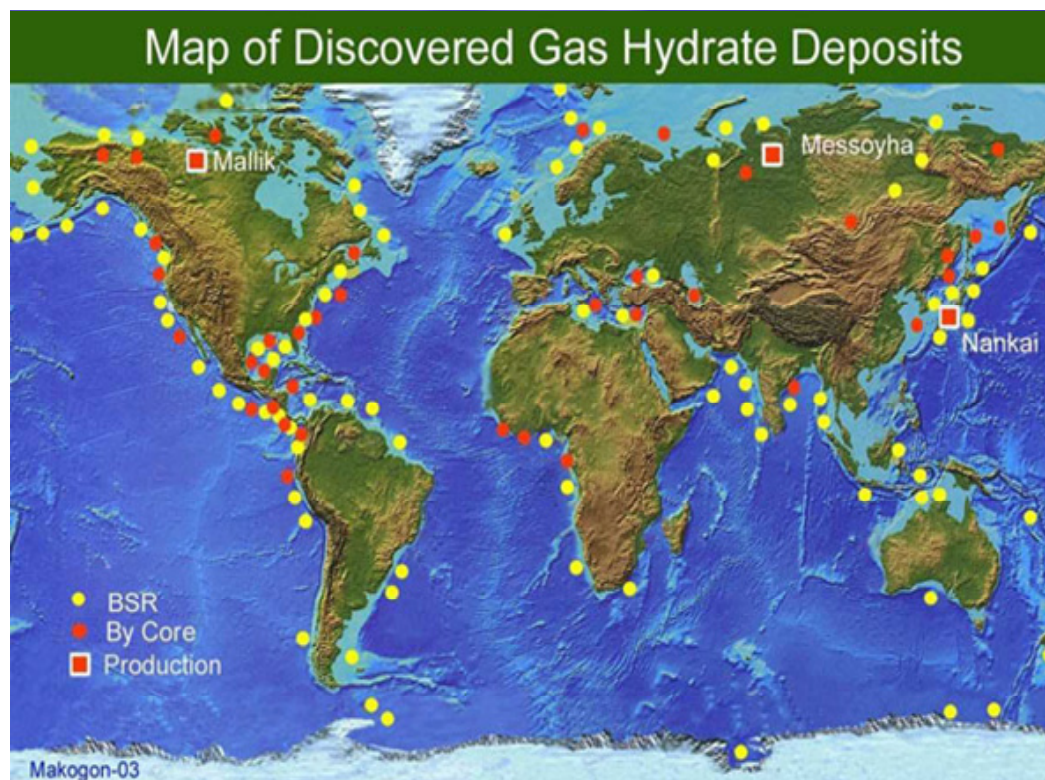 Map of Discovered Gas Hydrate Deposits
Mallik
Messoyha
Nankai
BSR
By Core
Production
Makogon-03